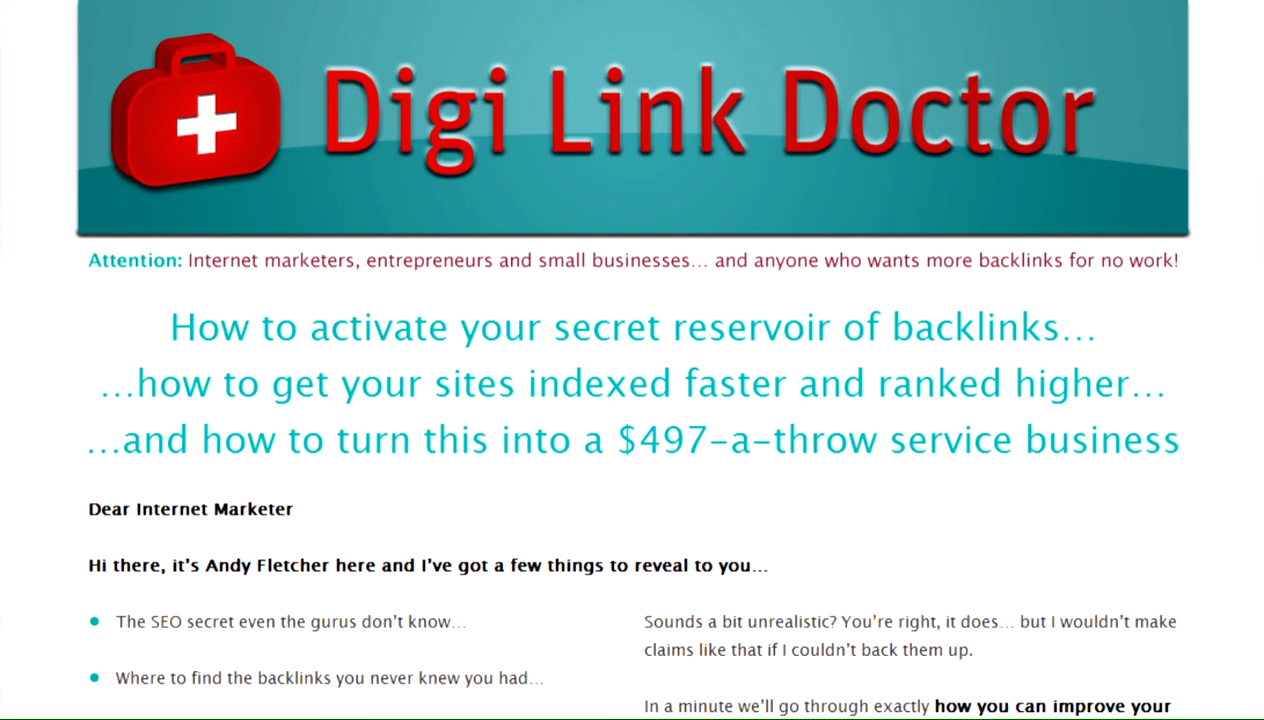 Digi Link Doctor
Attention: Internet marketers, entrepreneurs and small businesses... and anyone who wants more backlinks for no work!
How to activate your secret reservoir of backlinks...
...how to get your sites indexed faster and ranked higher...
...and how to turn this into a $497-a-throw service business
Dear Internet Marketer
Hi there, it's Andy Fletcher here and I've got a few things to reveal to you...
The SEO secret even the gurus don't know...
Where to find the backlinks you never knew you had...
Sounds a bit unrealistic? You're right, it does... but I wouldn't make
claims like that if I couldn't back them up.
In a minute we'll go through exactly how you can improve your